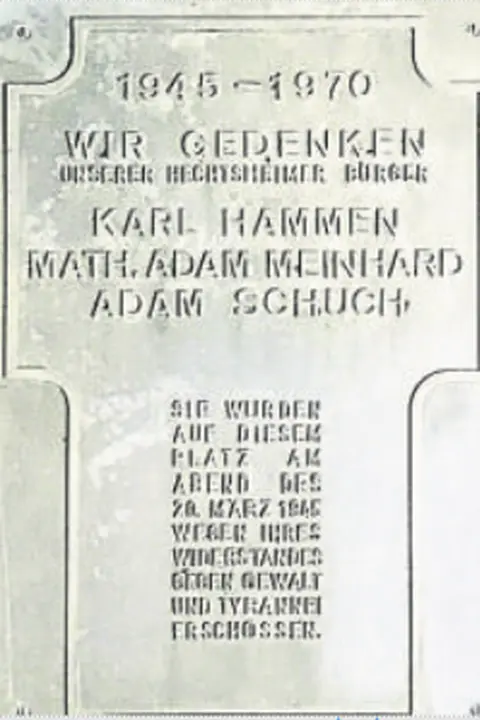 1945-1970
WIR GEDENKEN
UNSERER HECHTSHEIMER BÜRGER
KARL HAMMEN
MATH. ADAM MEINHARD
ADAM SCHUCH
SIE WURDEN
AUF DIESEM
PLATZ AM
ABEND DES
20. MÄRZ 1945
WEGEN IHRES
WIDERSTANDES
GEGEN GEWALT
UND TYRANNEI
ERSCHOSSEN.